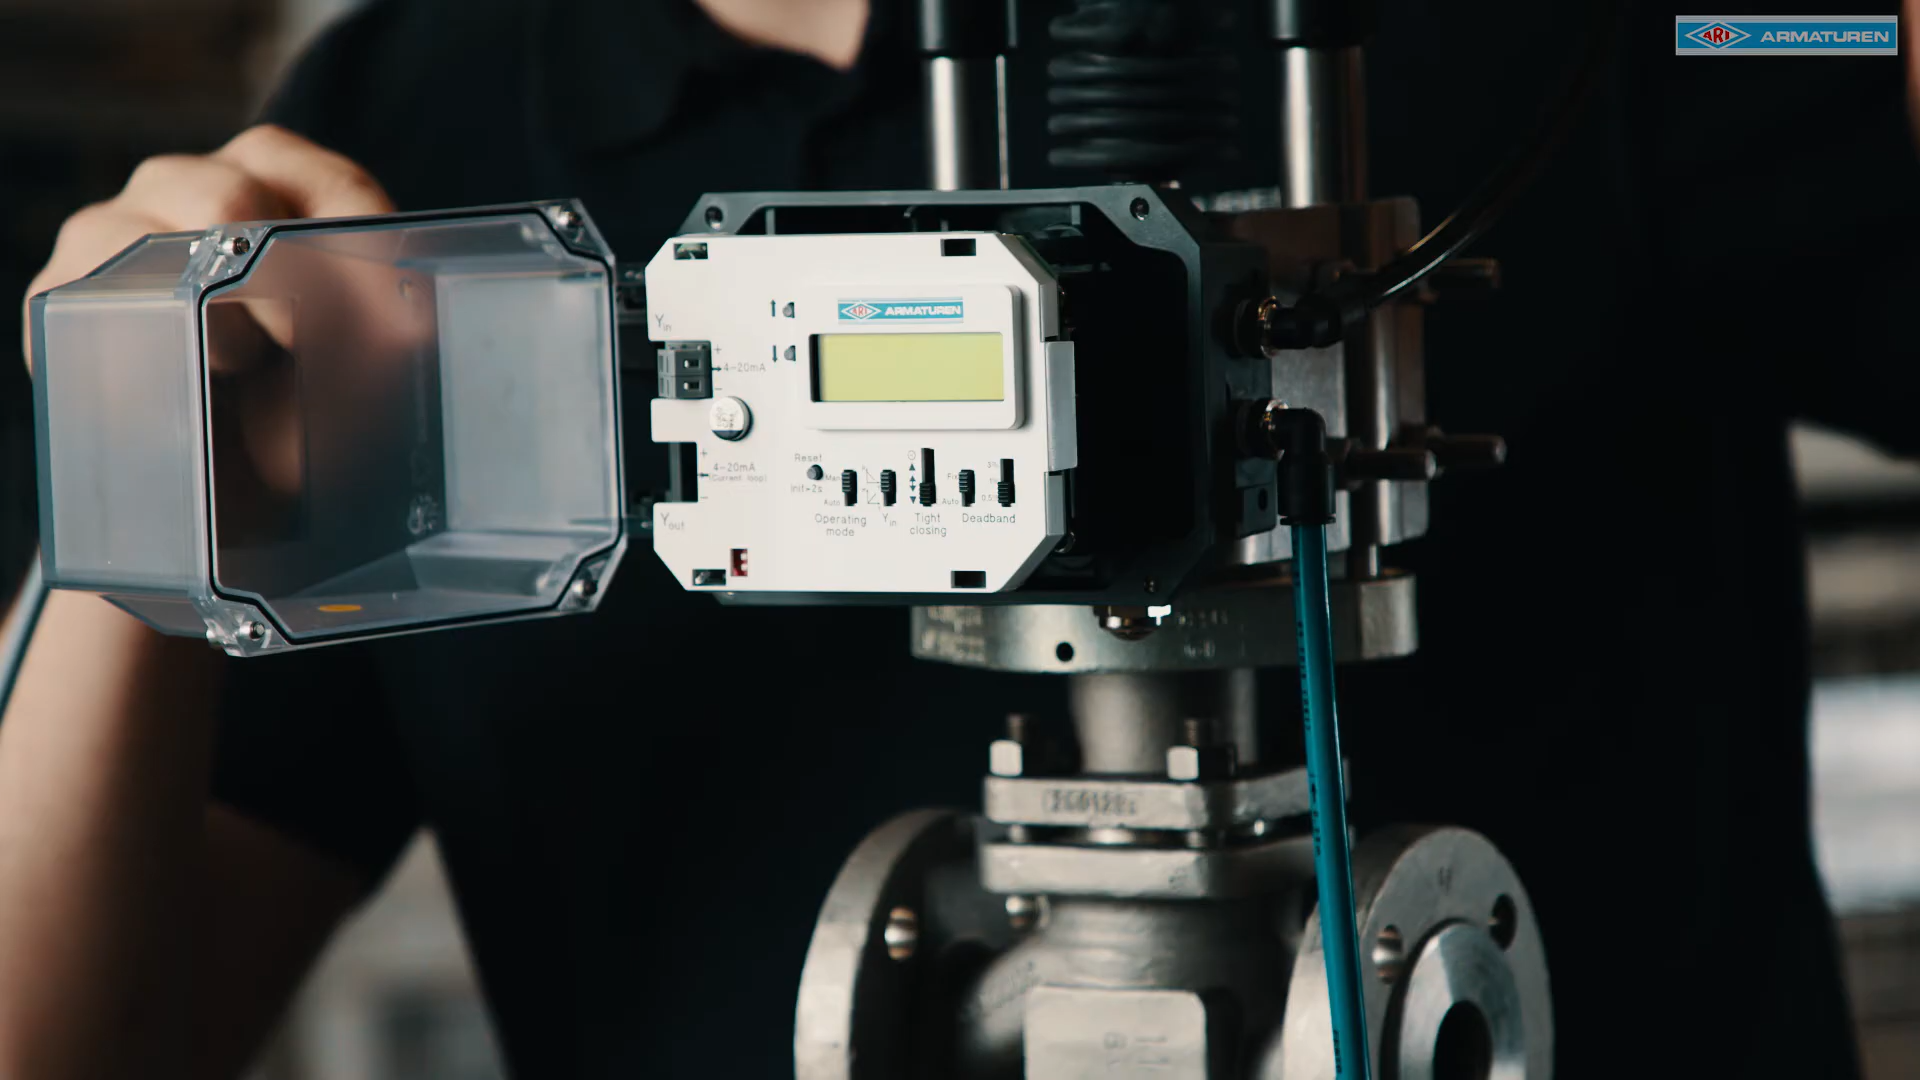 ARI ARMATUREN
ARI ARMATUREN
Yin
+
4-20mA
-
Reset
Init>2s
+
4-20mA
(Current loop)
-
Yout
Man
Auto
Fix
Auto
Operating
mode
Yin
Tight
closing
Deadband